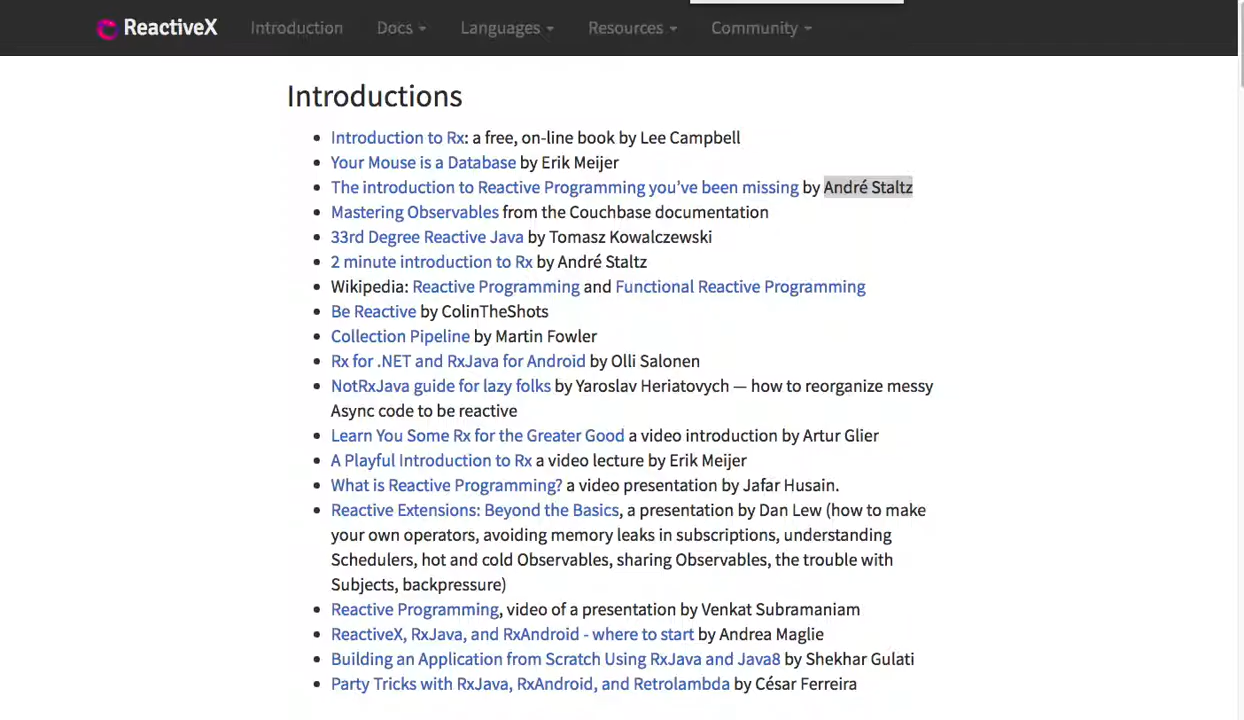 ReactiveX Introduction Docs Languages Resources Community
Introductions
Introduction to Rx: a free, on-line book by Lee Campbell
Your Mouse is a Database by Erik Meijer
The introduction to Reactive Programming you've been missing by André Staltz
Mastering Observables from the Couchbase documentation
33rd Degree Reactive Java by Tomasz Kowalczewski
2 minute introduction to Rx by André Staltz
Wikipedia: Reactive Programming and Functional Reactive Programming
Be Reactive by ColinTheShots
Collection Pipeline by Martin Fowler
Rx for .NET and RxJava for Android by Olli Salonen
NotRxJava guide for lazy folks by Yaroslav Heriatovych — how to reorganize messy
Async code to be reactive
Learn You Some Rx for the Greater Good a video introduction by Artur Glier
A Playful Introduction to Rx a video lecture by Erik Meijer
What is Reactive Programming? a video presentation by Jafar Husain.
Reactive Extensions: Beyond the Basics, a presentation by Dan Lew (how to make
your own operators, avoiding memory leaks in subscriptions, understanding
Schedulers, hot and cold Observables, sharing Observables, the trouble with
Subjects, backpressure)
Reactive Programming, video of a presentation by Venkat Subramaniam
ReactiveX, RxJava, and RxAndroid - where to start by Andrea Maglie
Building an Application from Scratch Using RxJava and Java8 by Shekhar Gulati
Party Tricks with RxJava, RxAndroid, and Retrolambda by César Ferreira